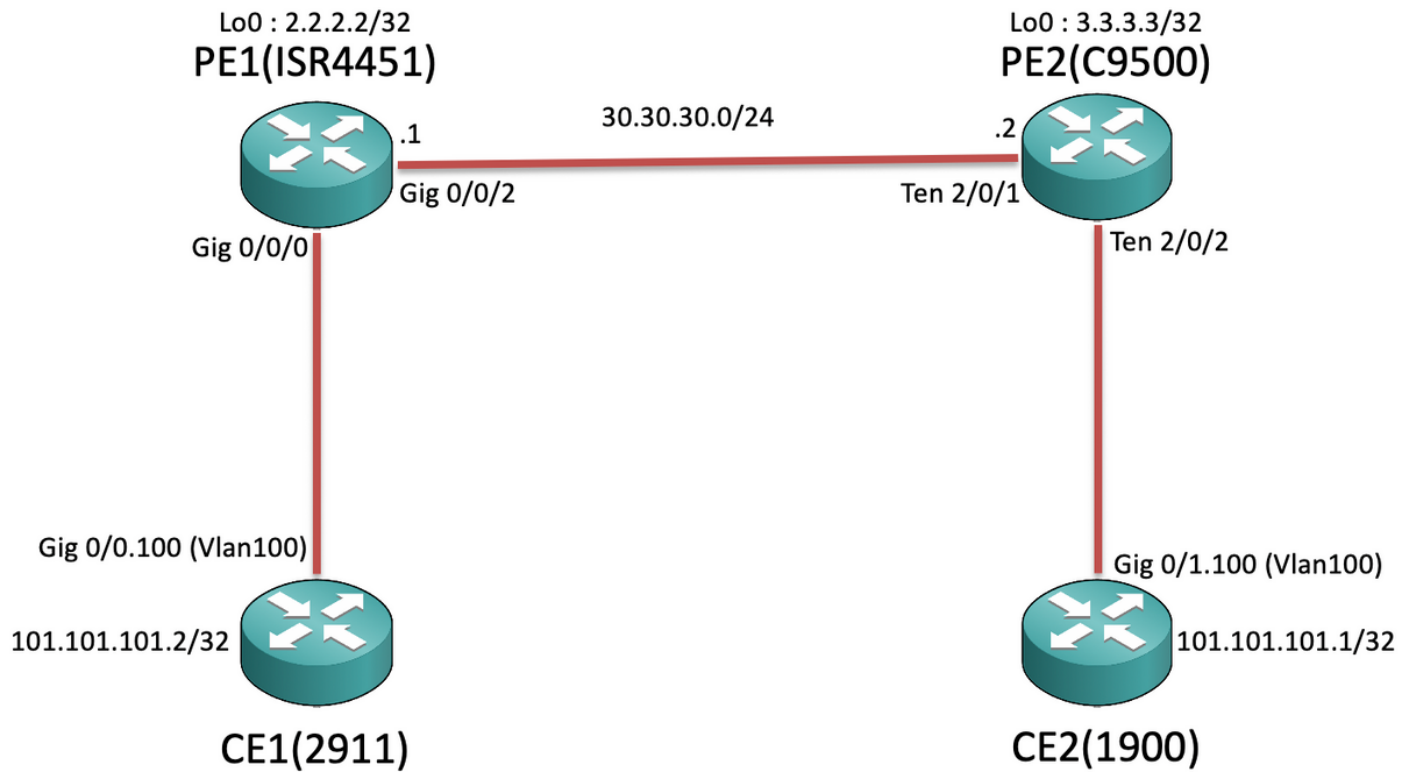 Lo0 : 2.2.2.2/32
PE1(ISR4451)
Lo0 : 3.3.3.3/32
PE2(C9500)
30.30.30.0/24
.1
.2
Gig 0/0/2
Ten 2/0/1
Gig 0/0/0
Ten 2/0/2
Gig 0/0.100 (Vlan100)
Gig 0/1.100 (Vlan100)
101.101.101.2/32
101.101.101.1/32
CE1(2911)
CE2(1900)